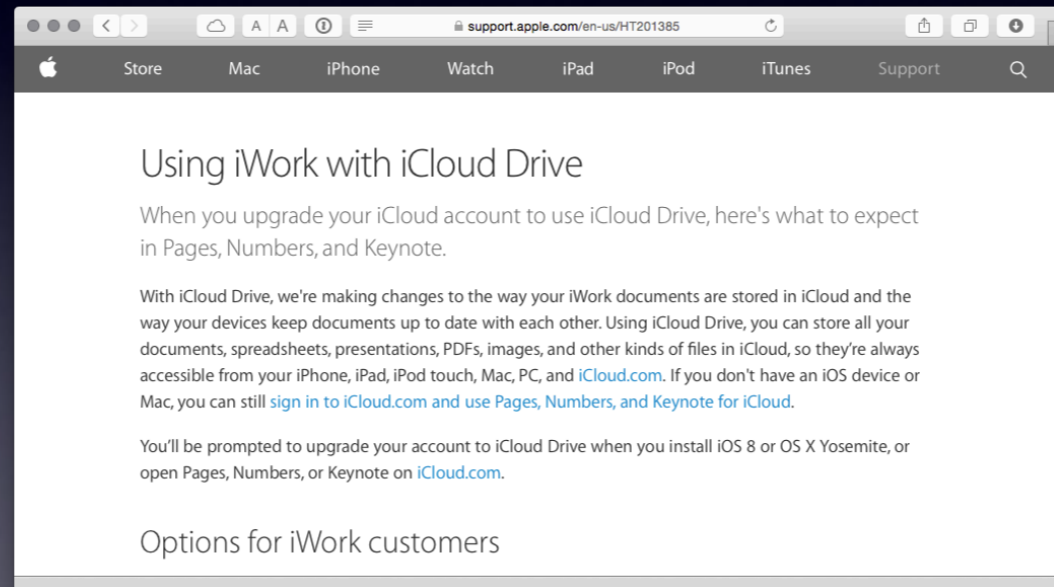 A A support.apple.com/en-us/HT201385
Store Mac iPhone Watch iPad iPod iTunes Support
Using iWork with iCloud Drive
When you upgrade your iCloud account to use iCloud Drive, here's what to expect
in Pages, Numbers, and Keynote.
With iCloud Drive, we're making changes to the way your iWork documents are stored in iCloud and the
way your devices keep documents up to date with each other. Using iCloud Drive, you can store all your
documents, spreadsheets, presentations, PDFs, images, and other kinds of files in iCloud, so they’re always
accessible from your iPhone, iPad, iPod touch, Mac, PC, and iCloud.com. If you don't have an iOS device or
Mac, you can still sign in to iCloud.com and use Pages, Numbers, and Keynote for iCloud.
You’ll be prompted to upgrade your account to iCloud Drive when you install iOS 8 or OS X Yosemite, or
open Pages, Numbers, or Keynote on iCloud.com.
Options for iWork customers